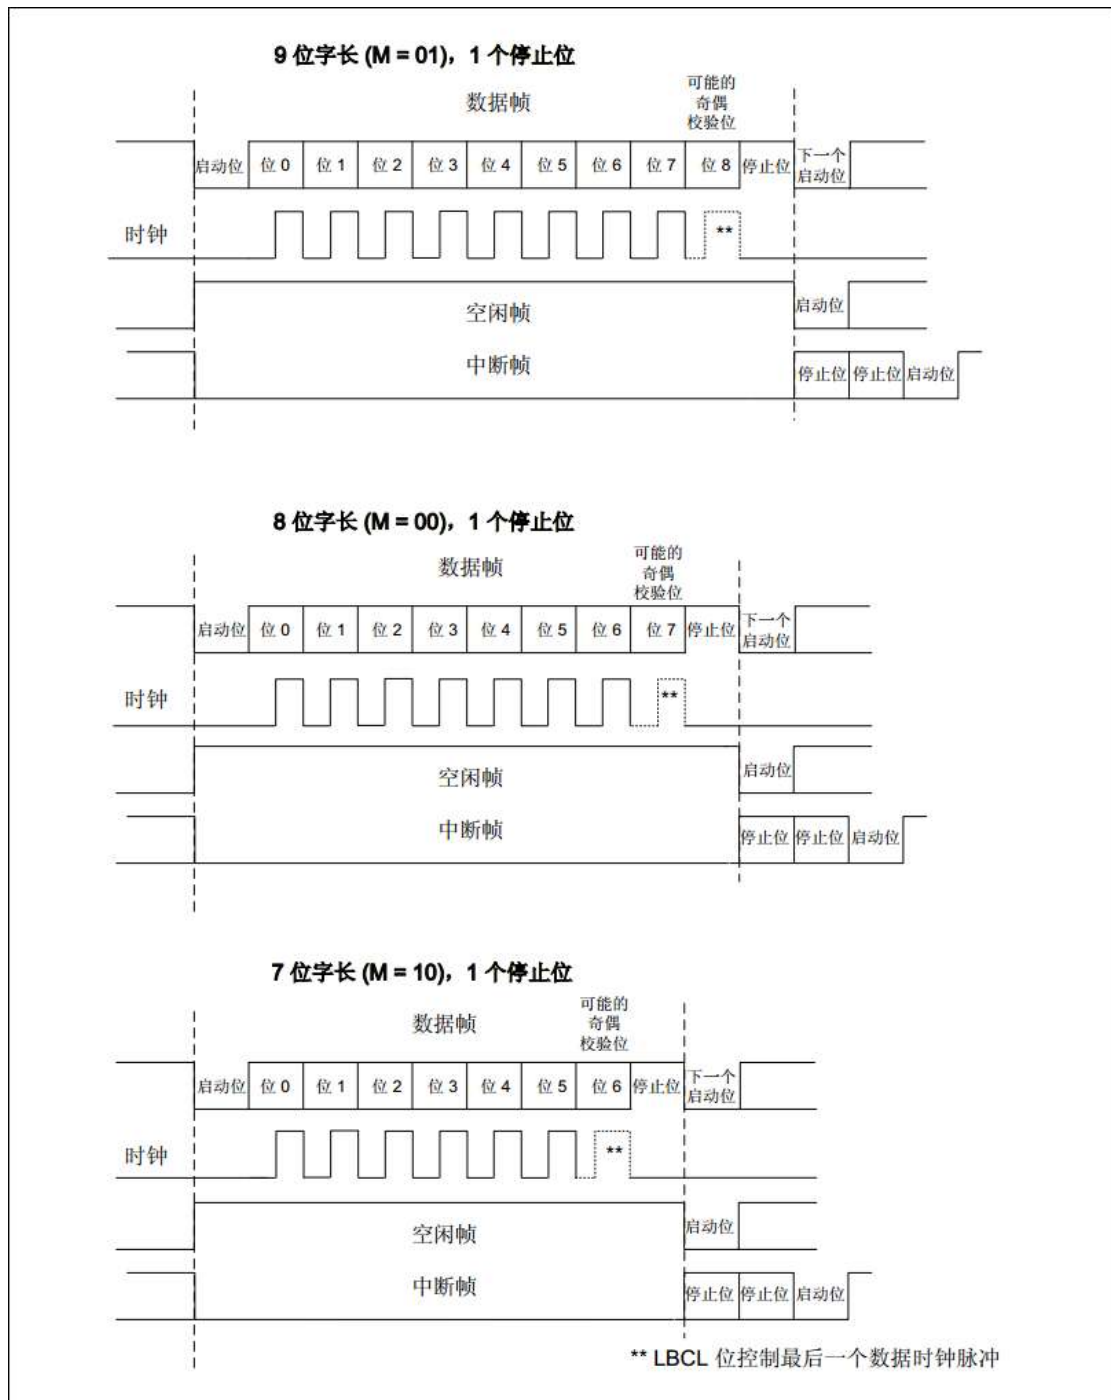 9 位字长 (M = 01)，1 个停止位
数据帧
可能的
奇偶
校验位
启动位 位 0 位 1 位 2 位 3 位 4 位 5 位 6 位 7 位 8 停止位 下一个
启动位
时钟 **
空闲帧 启动位
中断帧 停止位 停止位 启动位
8 位字长 (M = 00)，1 个停止位
数据帧
可能的
奇偶
校验位
启动位 位 0 位 1 位 2 位 3 位 4 位 5 位 6 位 7 停止位 下一个
启动位
时钟 **
空闲帧 启动位
中断帧 停止位 停止位 启动位
7 位字长 (M = 10)，1 个停止位
数据帧
可能的
奇偶
校验位
启动位 位 0 位 1 位 2 位 3 位 4 位 5 位 6 停止位 下一个
启动位
时钟 **
空闲帧 启动位
中断帧 停止位 停止位 启动位
** LBCL 位控制最后一个数据时钟脉冲